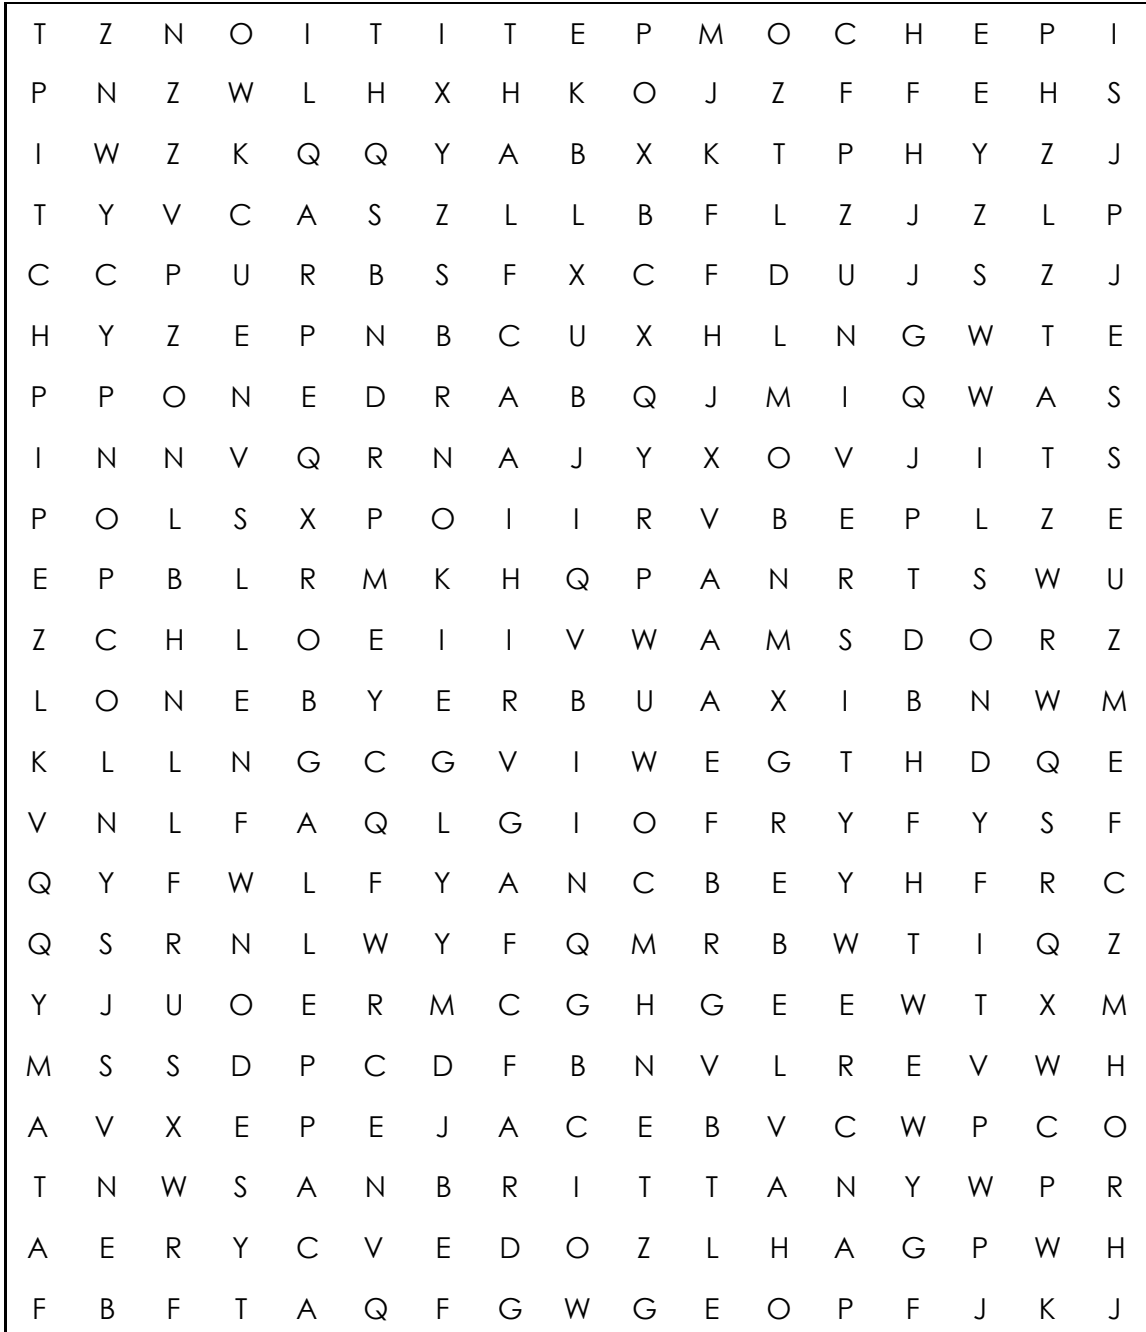 T Z N O I T I T E P M O C H E P I
P N Z W L H X H K O J Z F F E H S
I W Z K Q Q Y A B X K T P H Y Z J
T Y V C A S Z L L B F L Z J Z L P
C C P U R B S F X C F D U J S Z J
H Y Z E P N B C U X H L N G W T E
P P O N E D R A B Q J M I Q W A S
I N N V Q R N A J Y X O V J I T S
P O L S X P O I I R V B E P L Z E
E P B L R M K H Q P A N R T S W U
Z C H L O E I I V W A M S D O R Z
L O N E B Y E R B U A X I B N W M
K L L N G C G V I W E G T H D Q E
V N L F A Q L G I O F R Y F Y S F
Q Y F W L F Y A N C B E Y H F R C
Q S R N L W Y F Q M R B W T I Q Z
Y J U O E R M C G H G E E W T X M
M S S D P C D F B N V L R E V W H
A V X E P E J A C E B V C W P C O
T N W S A N B R I T T A N Y W P R
A E R Y C V E D O Z L H A G P W H
F B F T A Q F G W G E O P F J K J